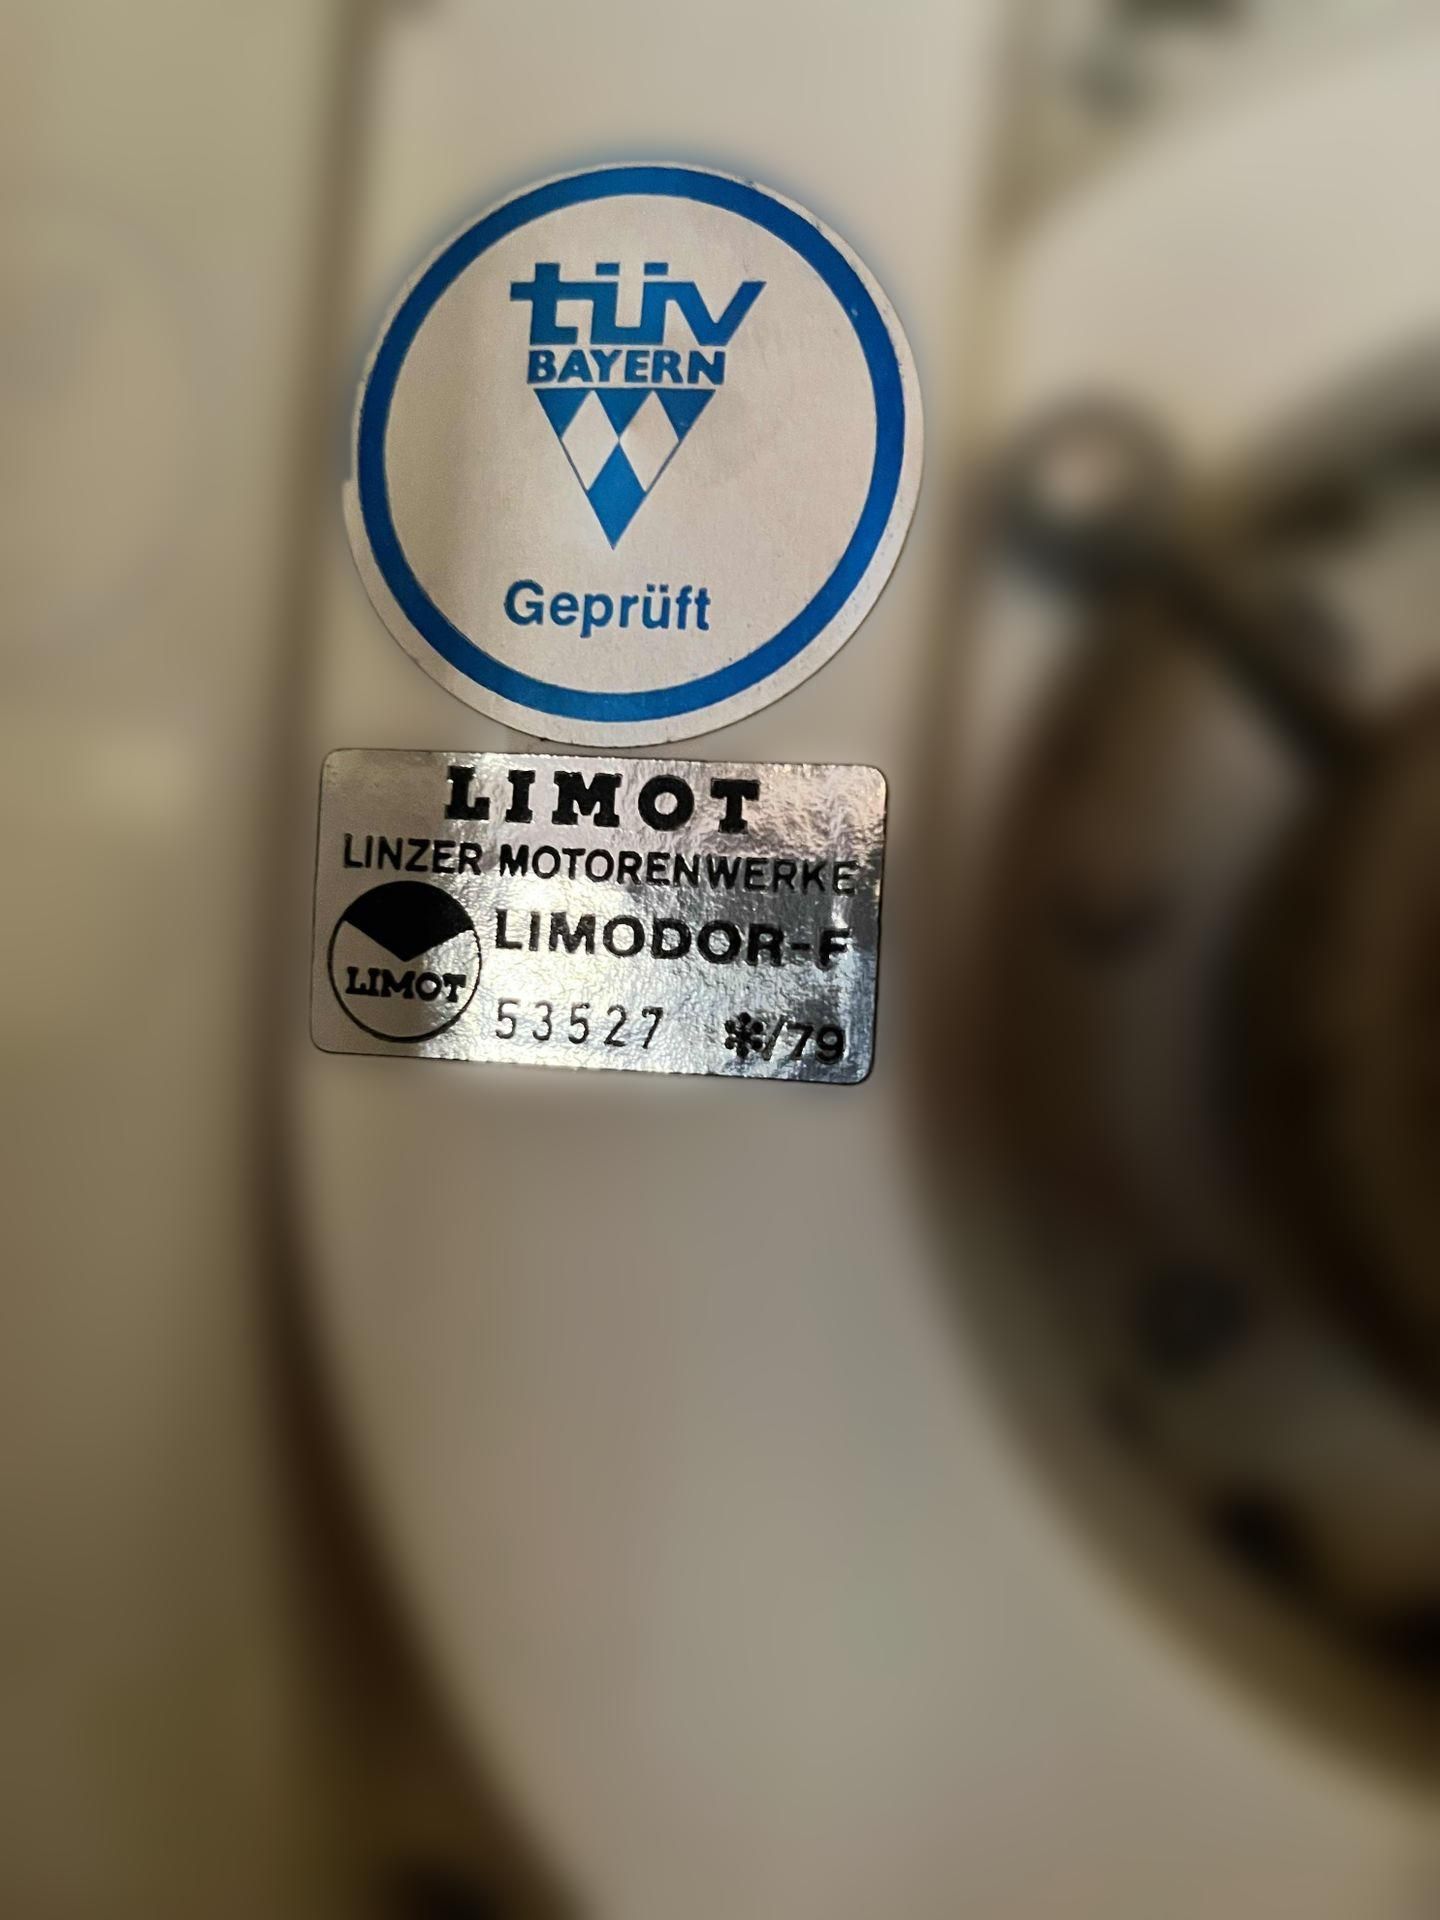 tüv
BAYERN
Geprüft
LIMOT
LINZER MOTORENWERKE
LIMODOR-F
LIMOT
53527 */79